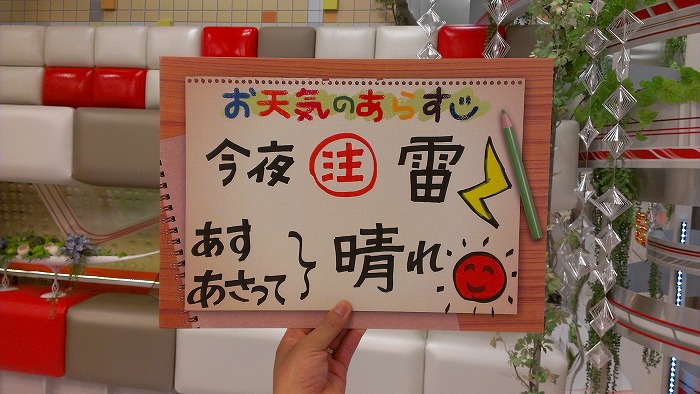 お天気のあらすじ
今夜 注 雷
あす
あさって 晴れ